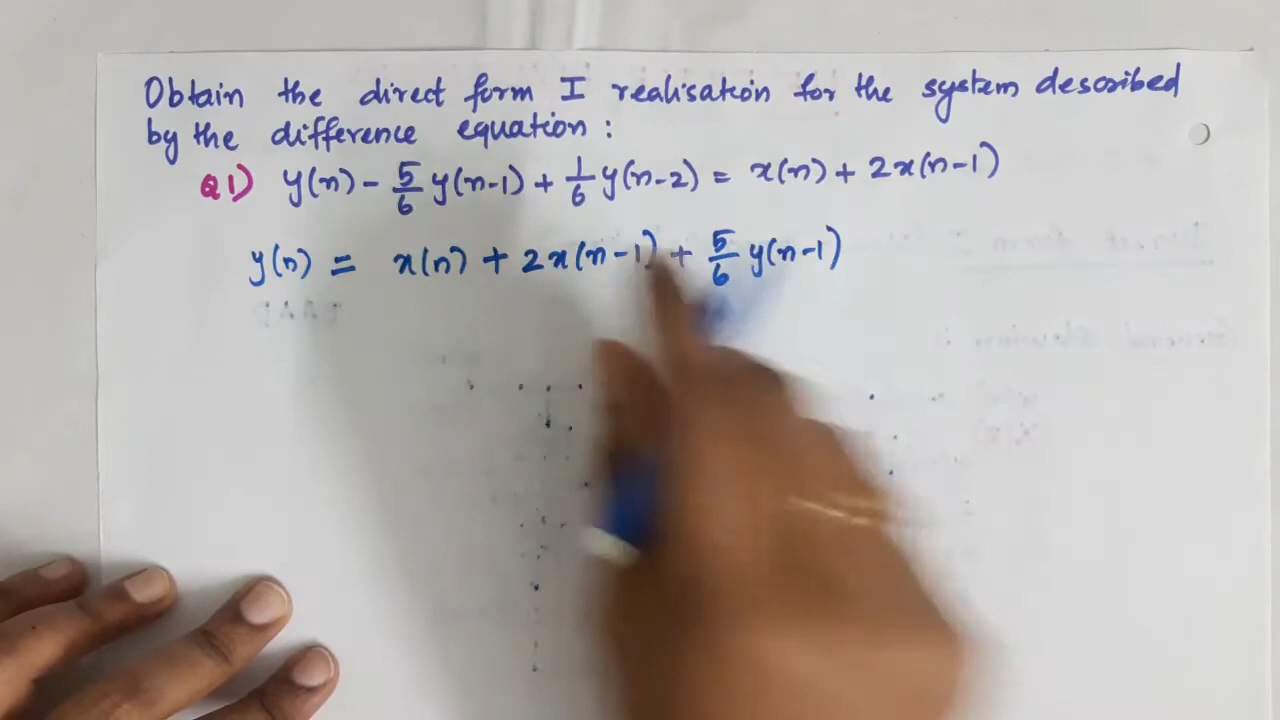 Obtain the direct form I realisation for the system described
by the difference equation :
Q1) y(n) - 5/6 y(n-1) + 1/6 y(n-2) = x(n) + 2x(n-1)
y(n) = x(n) + 2x(n-1) + 5/6 y(n-1)